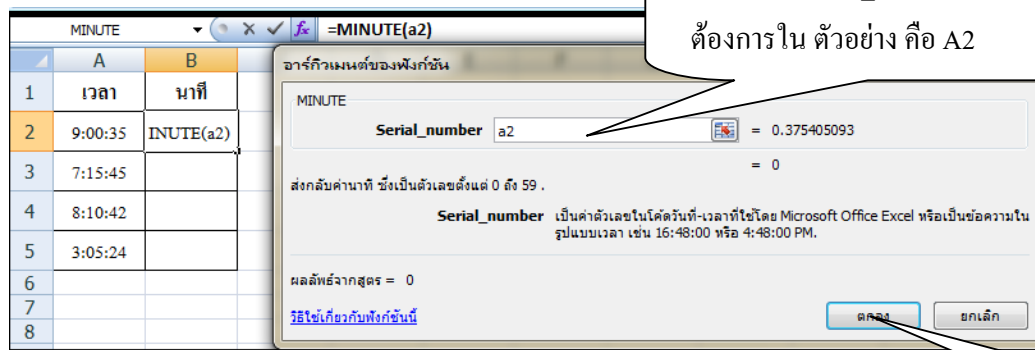 MINUTE =MINUTE(a2)
ต้องการใน ตัวอย่าง คือ A2
A B
1 เวลา นาที
2 9:00:35 INUTE(a2)
3 7:15:45
4 8:10:42
5 3:05:24
6
7
8
อาร์กิวเมนต์ของฟังก์ชัน
MINUTE
Serial_number a2 = 0.375405093
= 0
ส่งกลับค่านาที ซึ่งเป็นตัวเลขตั้งแต่ 0 ถึง 59 .
Serial_number เป็นค่าตัวเลขในโค้ดวันที่-เวลาที่ใช้โดย Microsoft Office Excel หรือเป็นข้อความใน
รูปแบบเวลา เช่น 16:48:00 หรือ 4:48:00 PM.
ผลลัพธ์จากสูตร = 0
วิธีใช้เกี่ยวกับฟังก์ชันนี้
ตกลง ยกเลิก